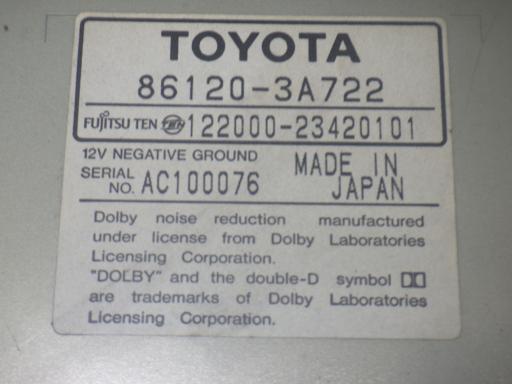 TOYOTA
86120-3A722
FUJITSU TEN 122000-23420101
12V NEGATIVE GROUND
SERIAL NO. AC100076
MADE IN JAPAN
Dolby noise reduction manufactured
under license from Dolby Laboratories
Licensing Corporation.
"DOLBY" and the double-D symbol
are trademarks of Dolby Laboratories
Licensing Corporation.